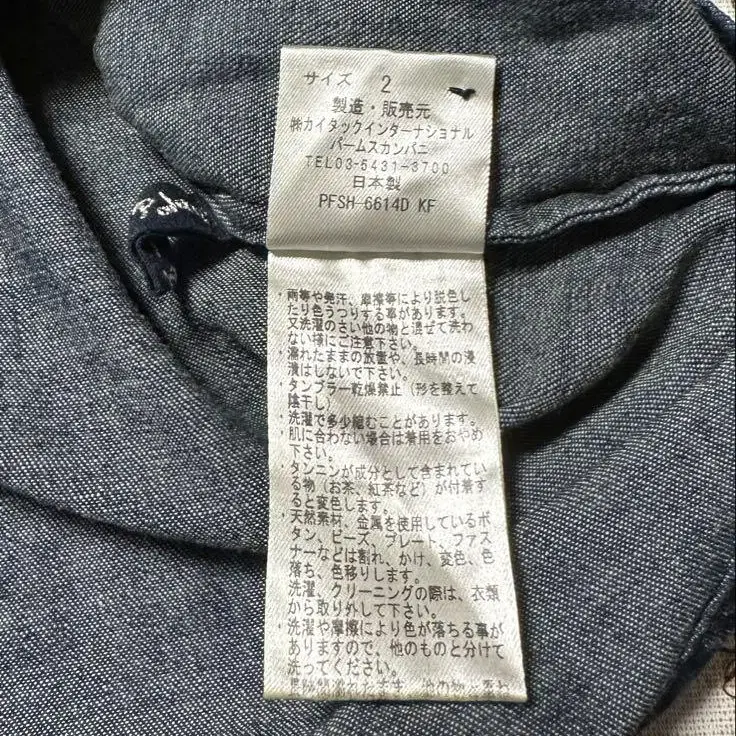 サイズ 2
製造・販売元
㈱カイタックインターナショナル
パームスカンパニ
TEL03-5431-3700
日本製
PFSH-6614D KF
・雨等や発汗、摩擦等により脱色し
たり色うつりする事があります。
又洗濯のさい他の物と混ぜて洗わ
ない様にご注意下さい。
・濡れたままの放置や、長時間の浸
漬はしないで下さい。
・タンブラー乾燥禁止（形を整えて
陰干し）
・洗濯で多少縮むことがあります。
・肌に合わない場合は着用をおやめ
下さい。
・タンニンが成分として含まれてい
る物（お茶、紅茶など）が付着す
ると変色します。
・天然素材、金属を使用しているボ
タン、ビーズ、プレート、ファス
ナーなどは割れ、かけ、変色、色
落ち、色移りします。
洗濯、クリーニングの際は、衣類
から取り外して下さい。
・洗濯や摩擦により色が落ちる事が
ありますので、他のものと分けて
洗ってください。